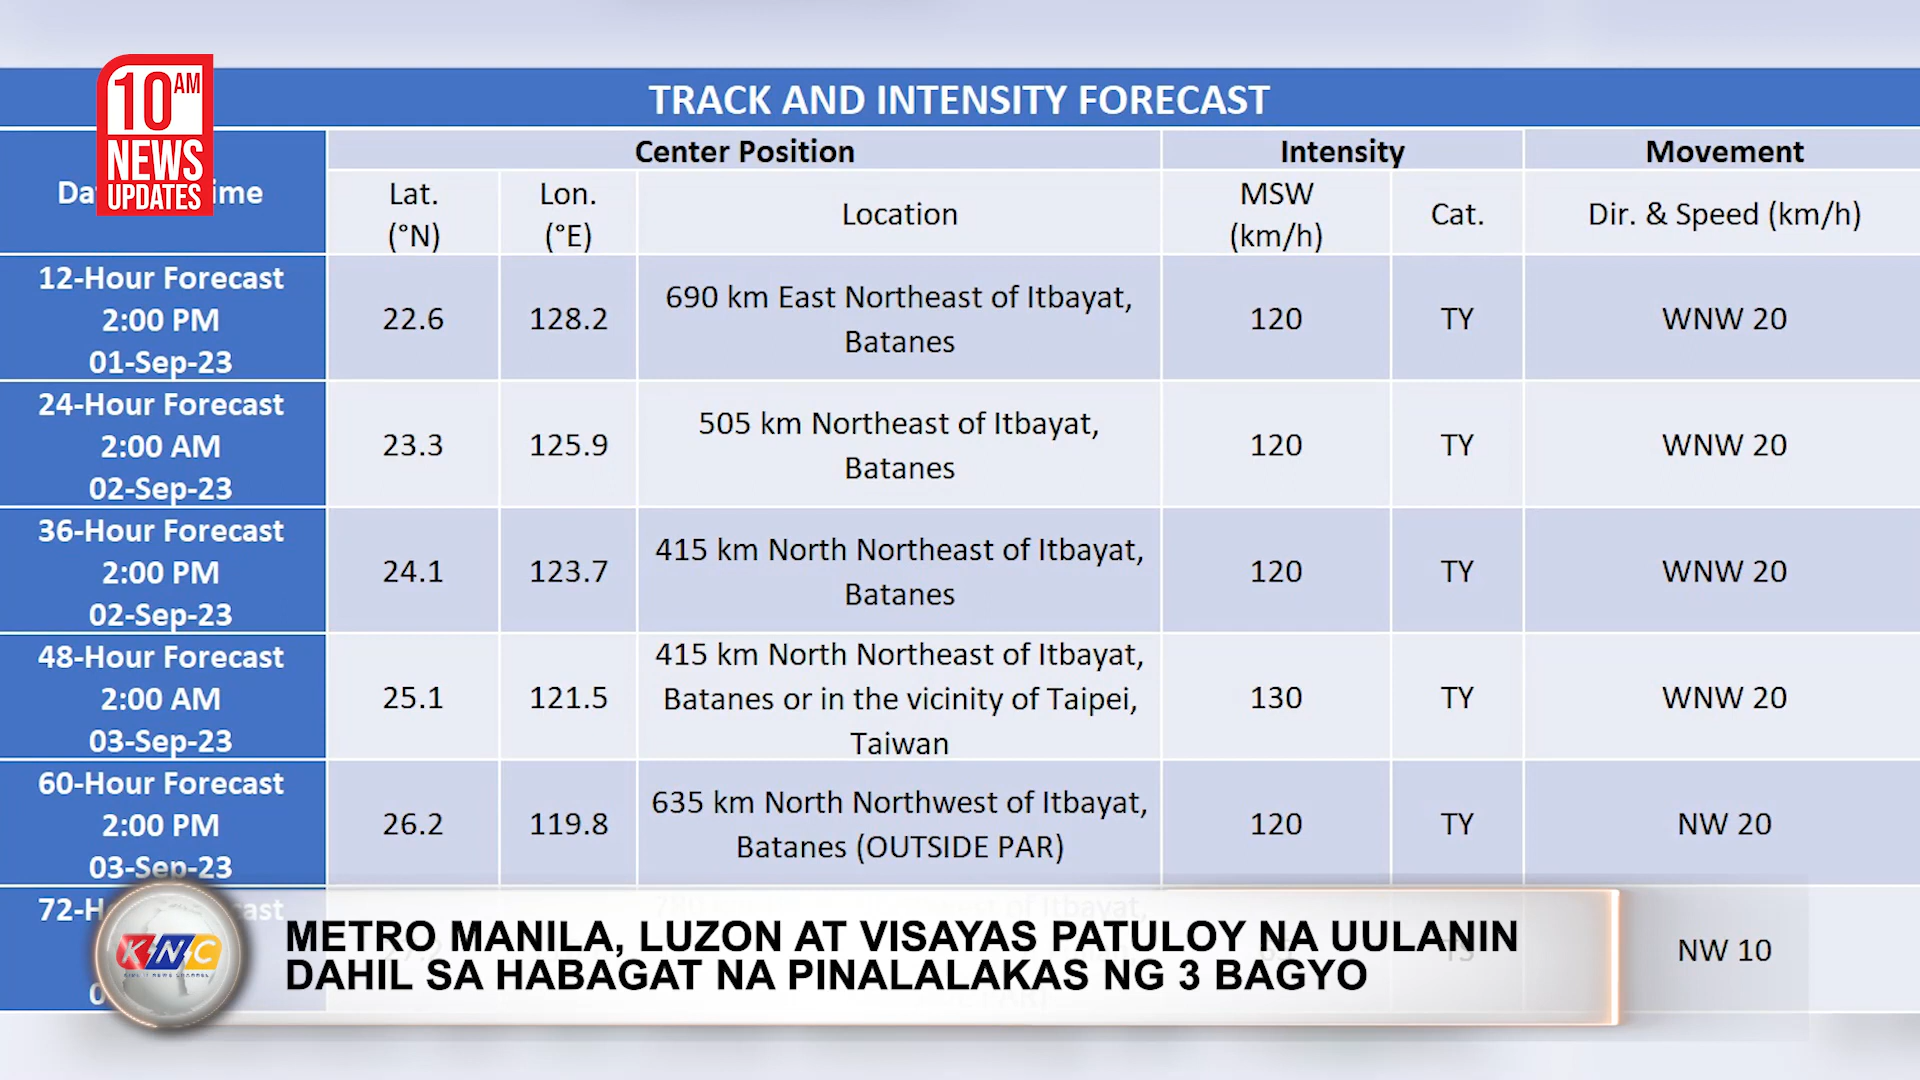 10 AM
NEWS
UPDATES
TRACK AND INTENSITY FORECAST
Center Position
Intensity
Movement
Lat.
(°N)
Lon.
(°E)
Location
MSW
(km/h)
Cat.
Dir. & Speed (km/h)
12-Hour Forecast
2:00 PM
01-Sep-23
22.6
128.2
690 km East Northeast of Itbayat,
Batanes
120
TY
WNW 20
24-Hour Forecast
2:00 AM
02-Sep-23
23.3
125.9
505 km Northeast of Itbayat,
Batanes
120
TY
WNW 20
36-Hour Forecast
2:00 PM
02-Sep-23
24.1
123.7
415 km North Northeast of Itbayat,
Batanes
120
TY
WNW 20
48-Hour Forecast
2:00 AM
03-Sep-23
25.1
121.5
415 km North Northeast of Itbayat,
Batanes or in the vicinity of Taipei,
Taiwan
130
TY
WNW 20
60-Hour Forecast
2:00 PM
03-Sep-23
26.2
119.8
635 km North Northwest of Itbayat,
Batanes (OUTSIDE PAR)
120
TY
NW 20
NW 10
KNC
METRO MANILA, LUZON AT VISAYAS PATULOY NA UULANIN
DAHIL SA HABAGAT NA PINALALAKAS NG 3 BAGYO